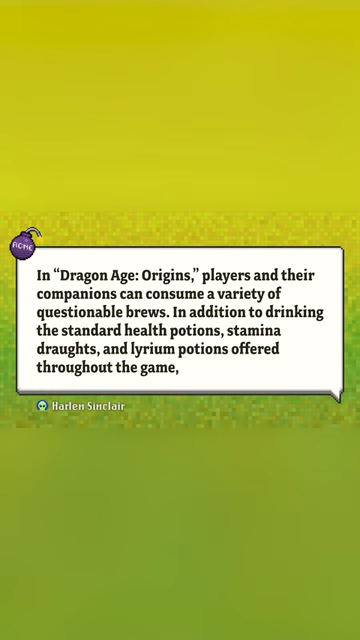 ACME
In “Dragon Age: Origins,” players and their
companions can consume a variety of
questionable brews. In addition to drinking
the standard health potions, stamina
draughts, and lyrium potions offered
throughout the game,
Harlen Sinclair